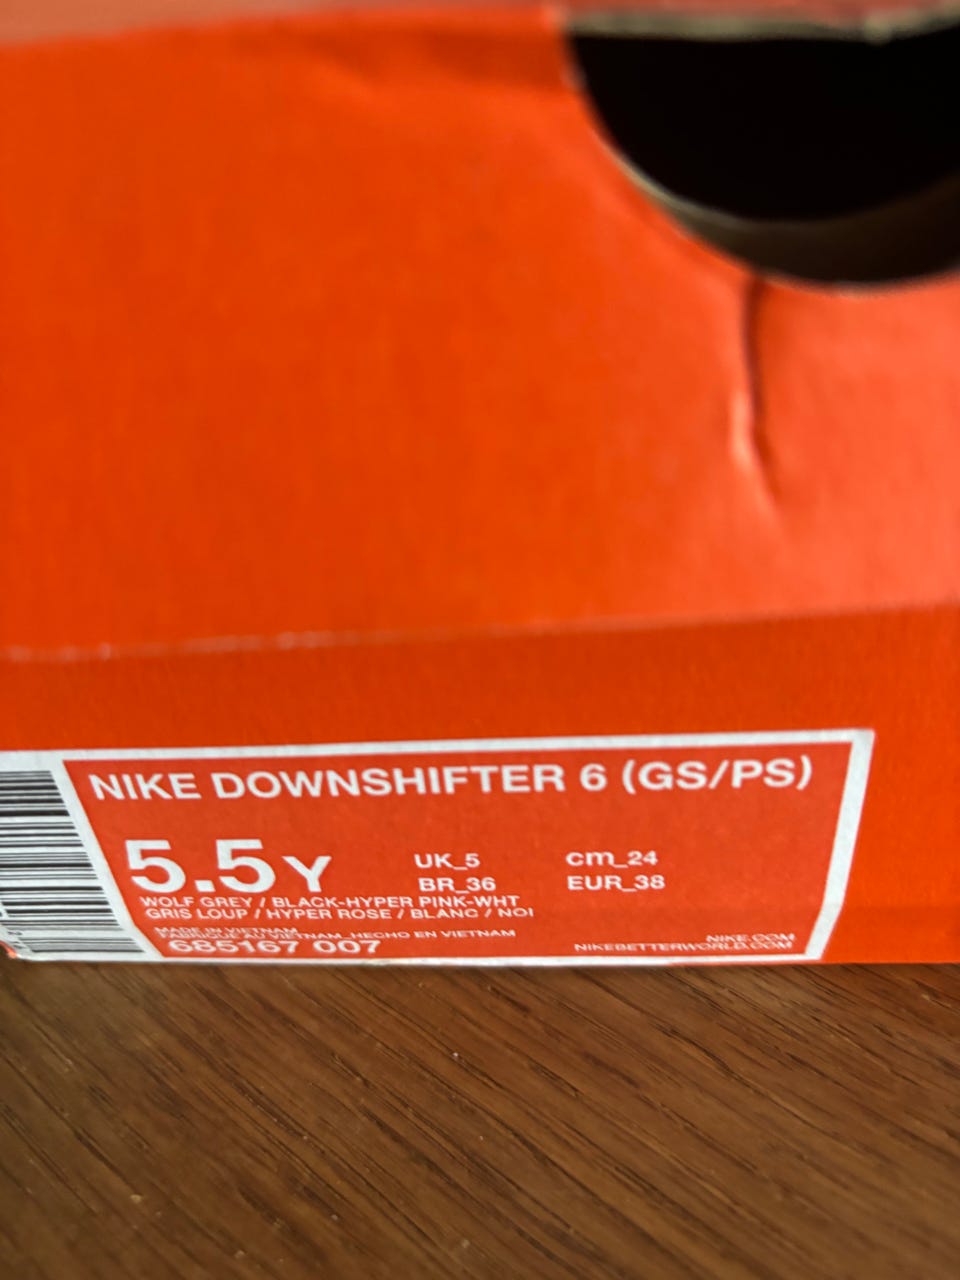 NIKE DOWNSHIFTER 6 (GS/PS)
5.5Y
UK_5 cm_24
BR_36 EUR_38
WOLF GREY / BLACK-HYPER PINK-WHT
GRIS LOUP / HYPER ROSE / BLANC / NOI
MADE IN VIETNAM
FABRIQUE AU VIETNAM_HECHO EN VIETNAM
685167 007
NIKE.COM
NIKEBETTERWORLD.COM